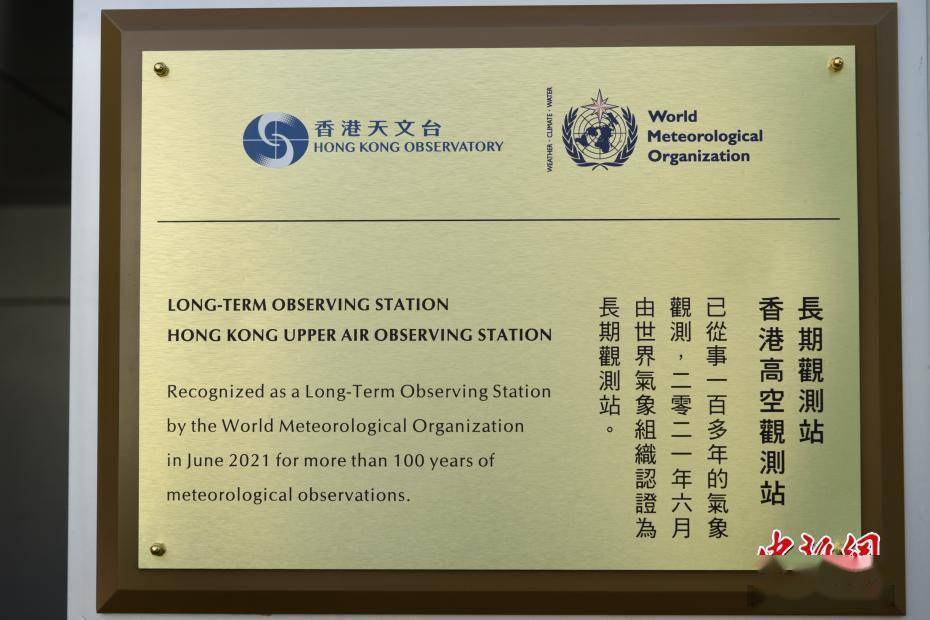 香港天文台
HONG KONG OBSERVATORY
WEATHER · CLIMATE · WATER
World
Meteorological
Organization
LONG-TERM OBSERVING STATION
HONG KONG UPPER AIR OBSERVING STATION
Recognized as a Long-Term Observing Station
by the World Meteorological Organization
in June 2021 for more than 100 years of
meteorological observations.
長期觀測站
香港高空觀測站
已從事一百多年的氣象
觀測，二零二一年六月
由世界氣象組織認證為
長期觀測站。
中新網